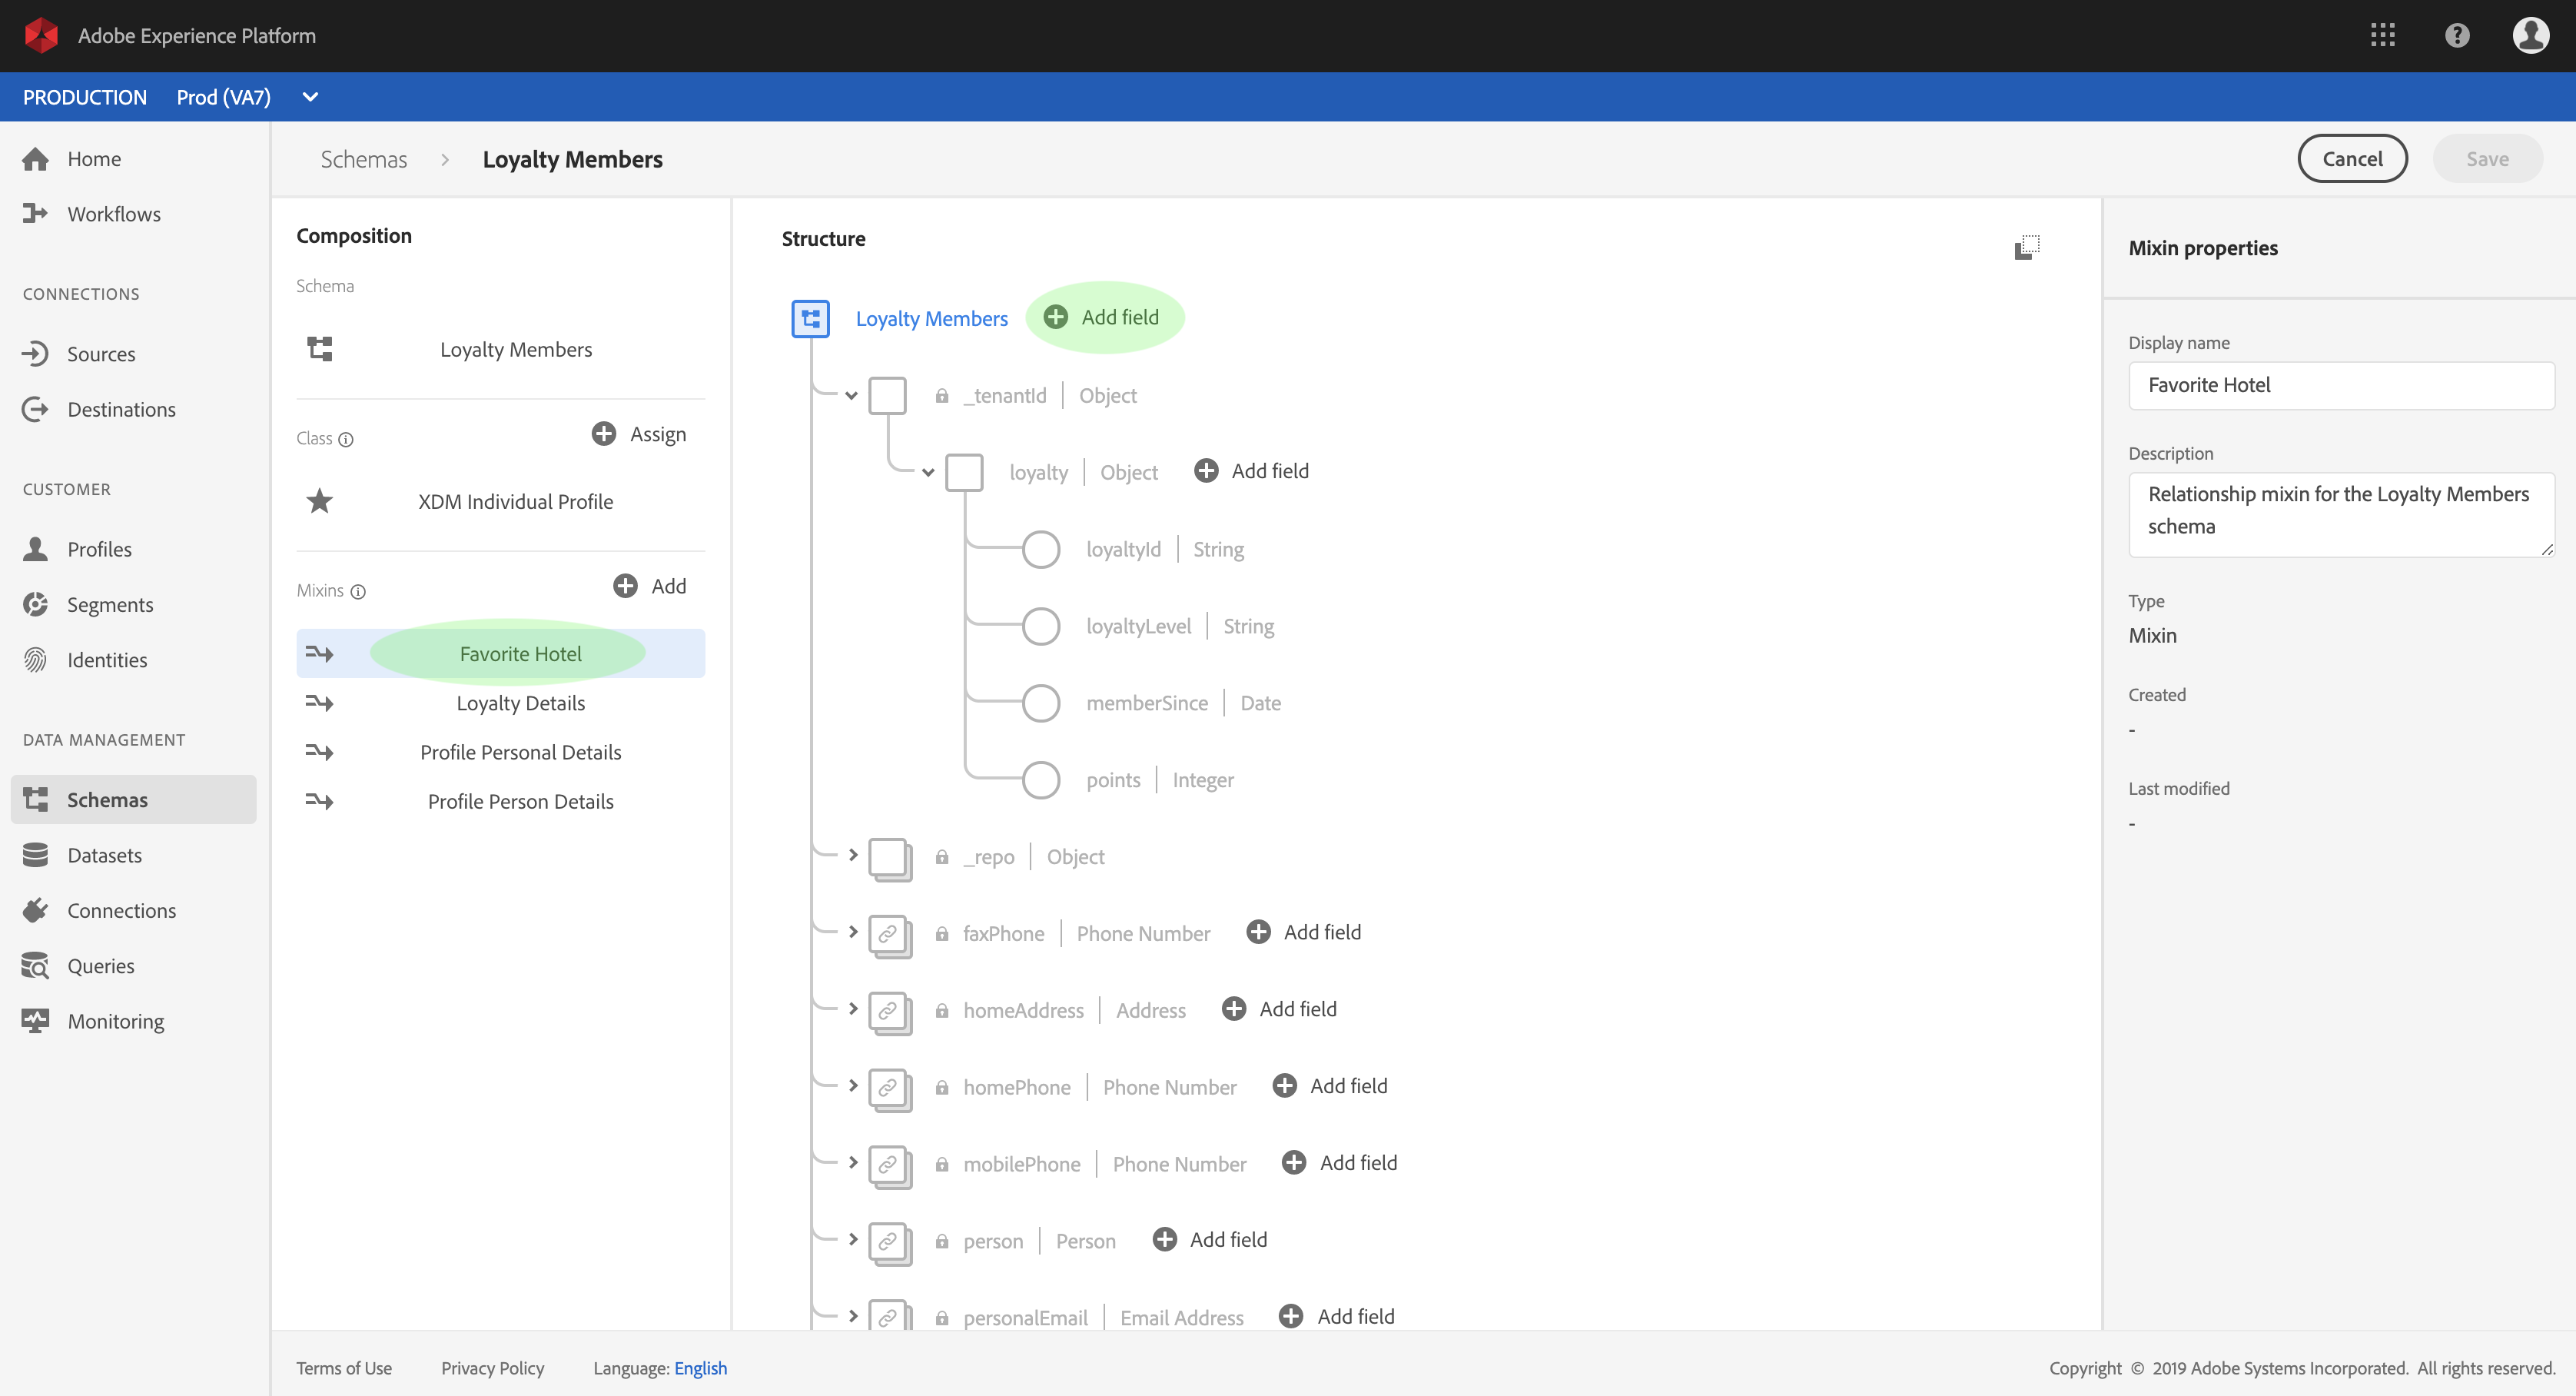 Adobe Experience Platform
PRODUCTION Prod (VA7)
Home
Workflows
CONNECTIONS
Sources
Destinations
CUSTOMER
Profiles
Segments
Identities
DATA MANAGEMENT
Schemas
Datasets
Connections
Queries
Monitoring
Schemas > Loyalty Members
Cancel
Save
Composition
Schema
Loyalty Members
Class
Assign
XDM Individual Profile
Mixins
Add
Favorite Hotel
Loyalty Details
Profile Personal Details
Profile Person Details
Structure
Loyalty Members Add field
_tenantId | Object
loyalty | Object Add field
loyaltyId | String
loyaltyLevel | String
memberSince | Date
points | Integer
_repo | Object
faxPhone | Phone Number Add field
homeAddress | Address Add field
homePhone | Phone Number Add field
mobilePhone | Phone Number Add field
person | Person Add field
personalEmail | Email Address Add field
Mixin properties
Display name
Favorite Hotel
Description
Relationship mixin for the Loyalty Members
schema
Type
Mixin
Created
-
Last modified
-
Terms of Use Privacy Policy Language: English
Copyright © 2019 Adobe Systems Incorporated. All rights reserved.